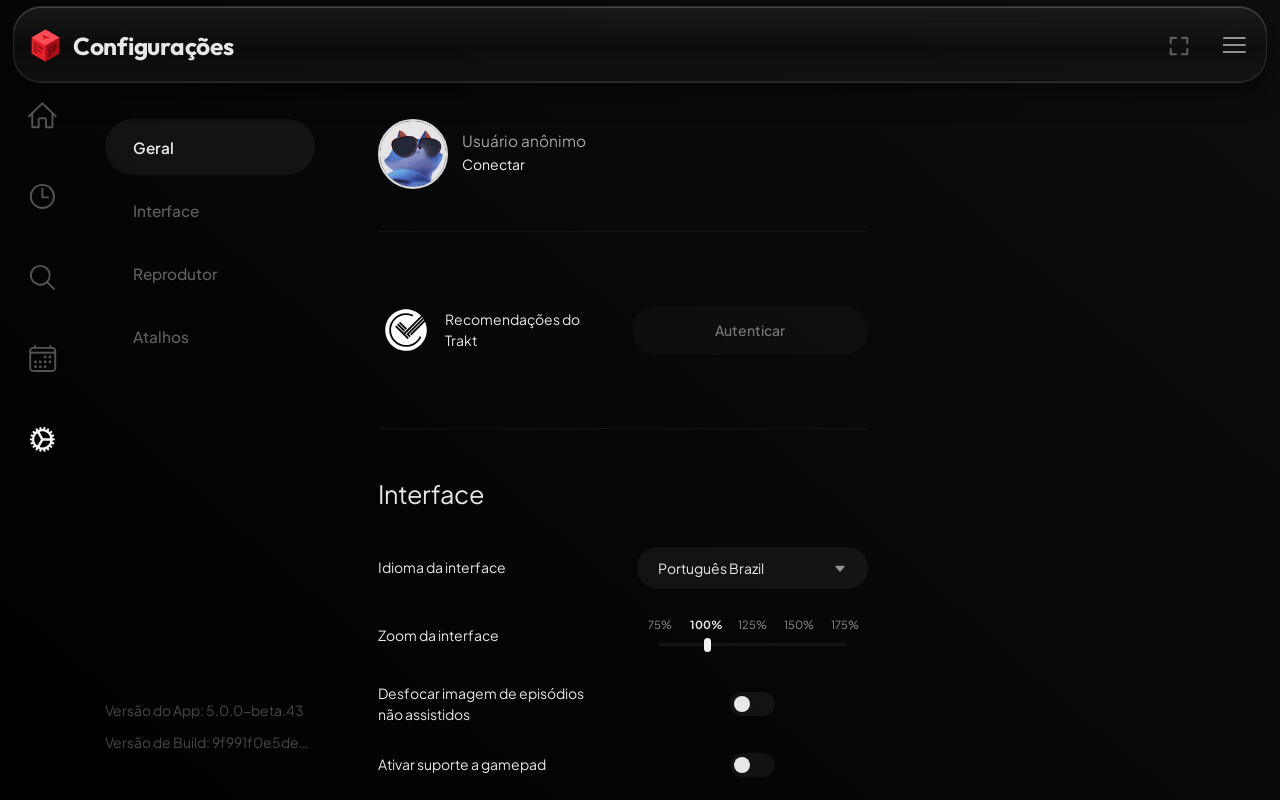 Configurações
Geral
Interface
Reprodutor
Atalhos
Versão do App: 5.0.0-beta.43
Versão de Build: 9f991f0e5de...
Usuário anônimo
Conectar
Recomendações do
Trakt
Autenticar
Interface
Idioma da interface
Português Brazil
Zoom da interface
75% 100% 125% 150% 175%
Desfocar imagem de episódios
não assistidos
Ativar suporte a gamepad